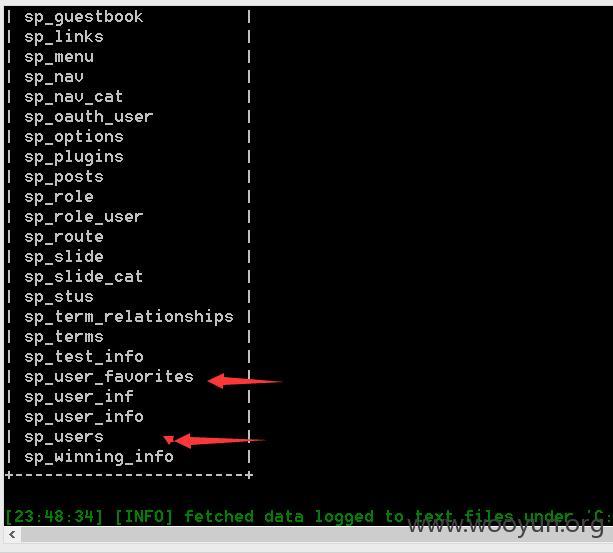 | sp_guestbook |
| sp_links |
| sp_menu |
| sp_nav |
| sp_nav_cat |
| sp_oauth_user |
| sp_options |
| sp_plugins |
| sp_posts |
| sp_role |
| sp_role_user |
| sp_route |
| sp_slide |
| sp_slide_cat |
| sp_stus |
| sp_term_relationships |
| sp_terms |
| sp_test_info |
| sp_user_favorites |
| sp_user_inf |
| sp_user_info |
| sp_users |
| sp_winning_info |
+------------------------+
[23:48:34] [INFO] fetched data logged to text files under 'C:
www.wooyun.org